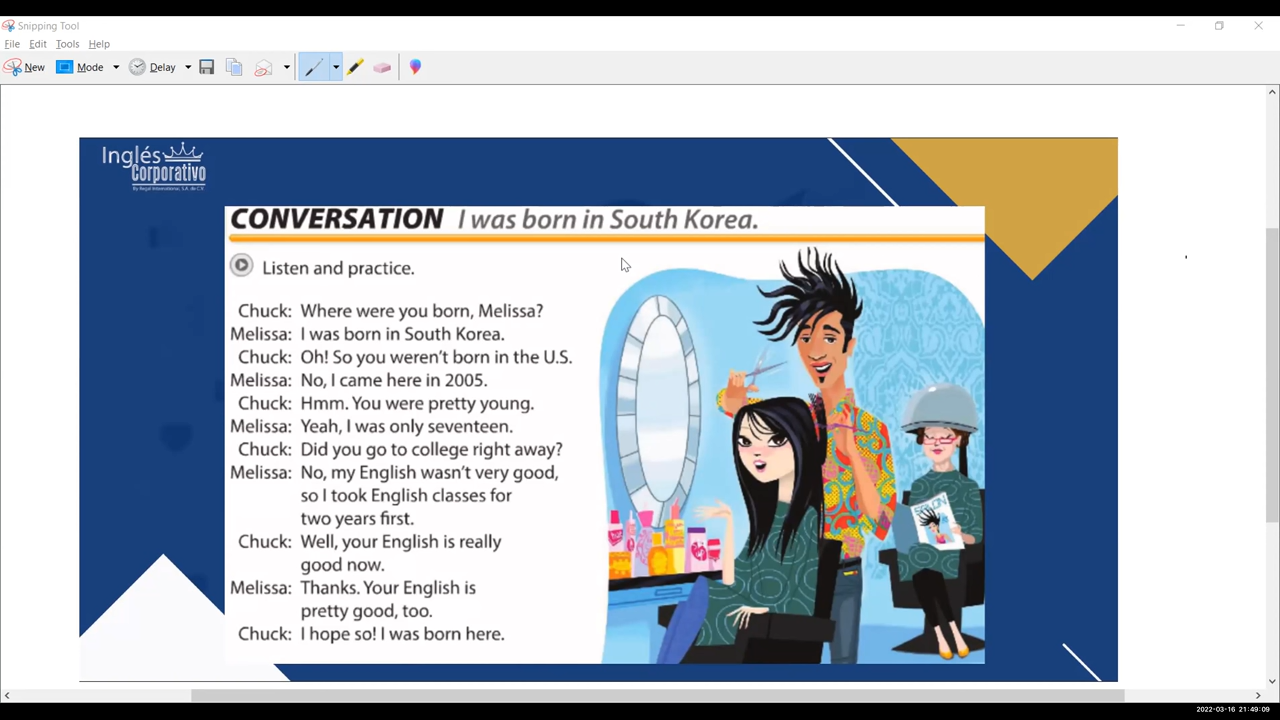 Snipping Tool
File Edit Tools Help
New Mode Delay
Inglés
Corporativo
By Regal International, S.A. de C.V.
CONVERSATION I was born in South Korea.
Listen and practice.
Chuck: Where were you born, Melissa?
Melissa: I was born in South Korea.
Chuck: Oh! So you weren't born in the U.S.
Melissa: No, I came here in 2005.
Chuck: Hmm. You were pretty young.
Melissa: Yeah, I was only seventeen.
Chuck: Did you go to college right away?
Melissa: No, my English wasn't very good,
so I took English classes for
two years first.
Chuck: Well, your English is really
good now.
Melissa: Thanks. Your English is
pretty good, too.
Chuck: I hope so! I was born here.
SALON
2022-03-16 21:49:09